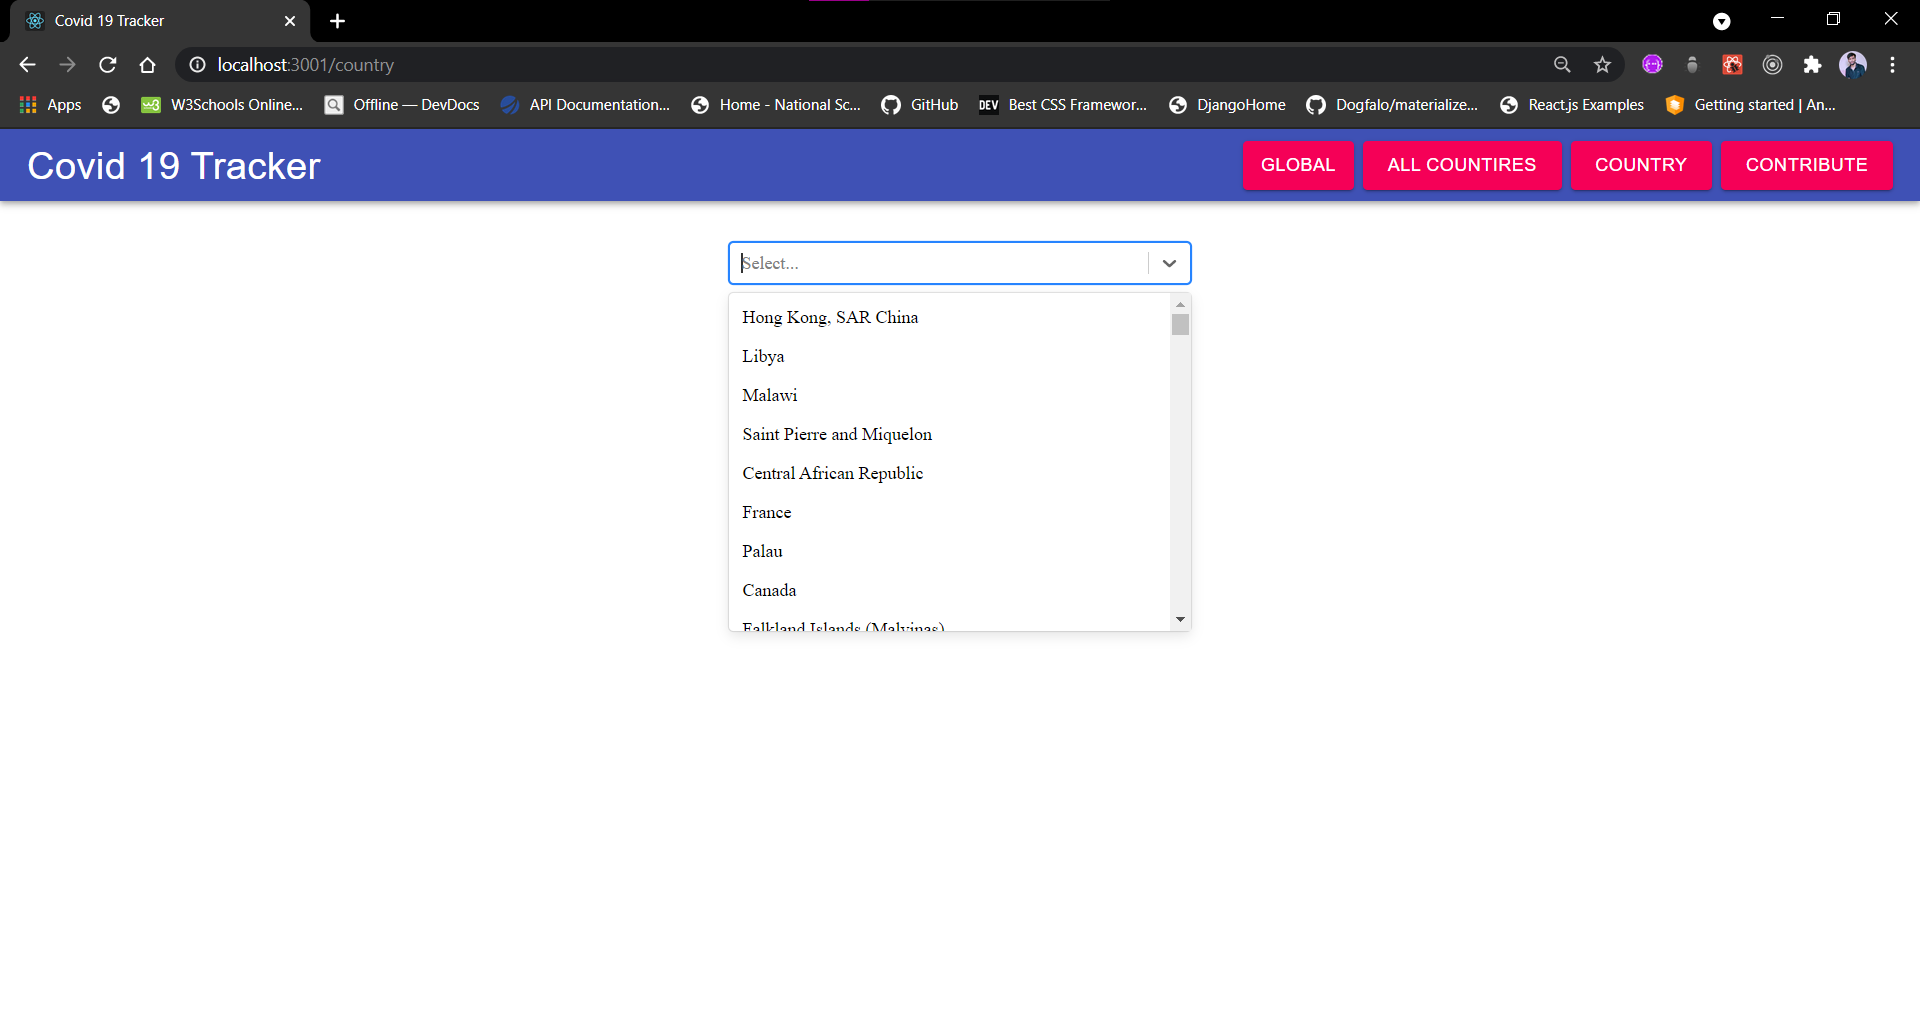 Covid 19 Tracker
localhost:3001/country
Apps W3Schools Online... Offline — DevDocs API Documentation... Home - National Sc... GitHub DEV Best CSS Framewor... DjangoHome Dogfalo/materialize... React.js Examples Getting started | An...
Covid 19 Tracker GLOBAL ALL COUNTIRES COUNTRY CONTRIBUTE
Select...
Hong Kong, SAR China
Libya
Malawi
Saint Pierre and Miquelon
Central African Republic
France
Palau
Canada
Falkland Islands (Malvinas)